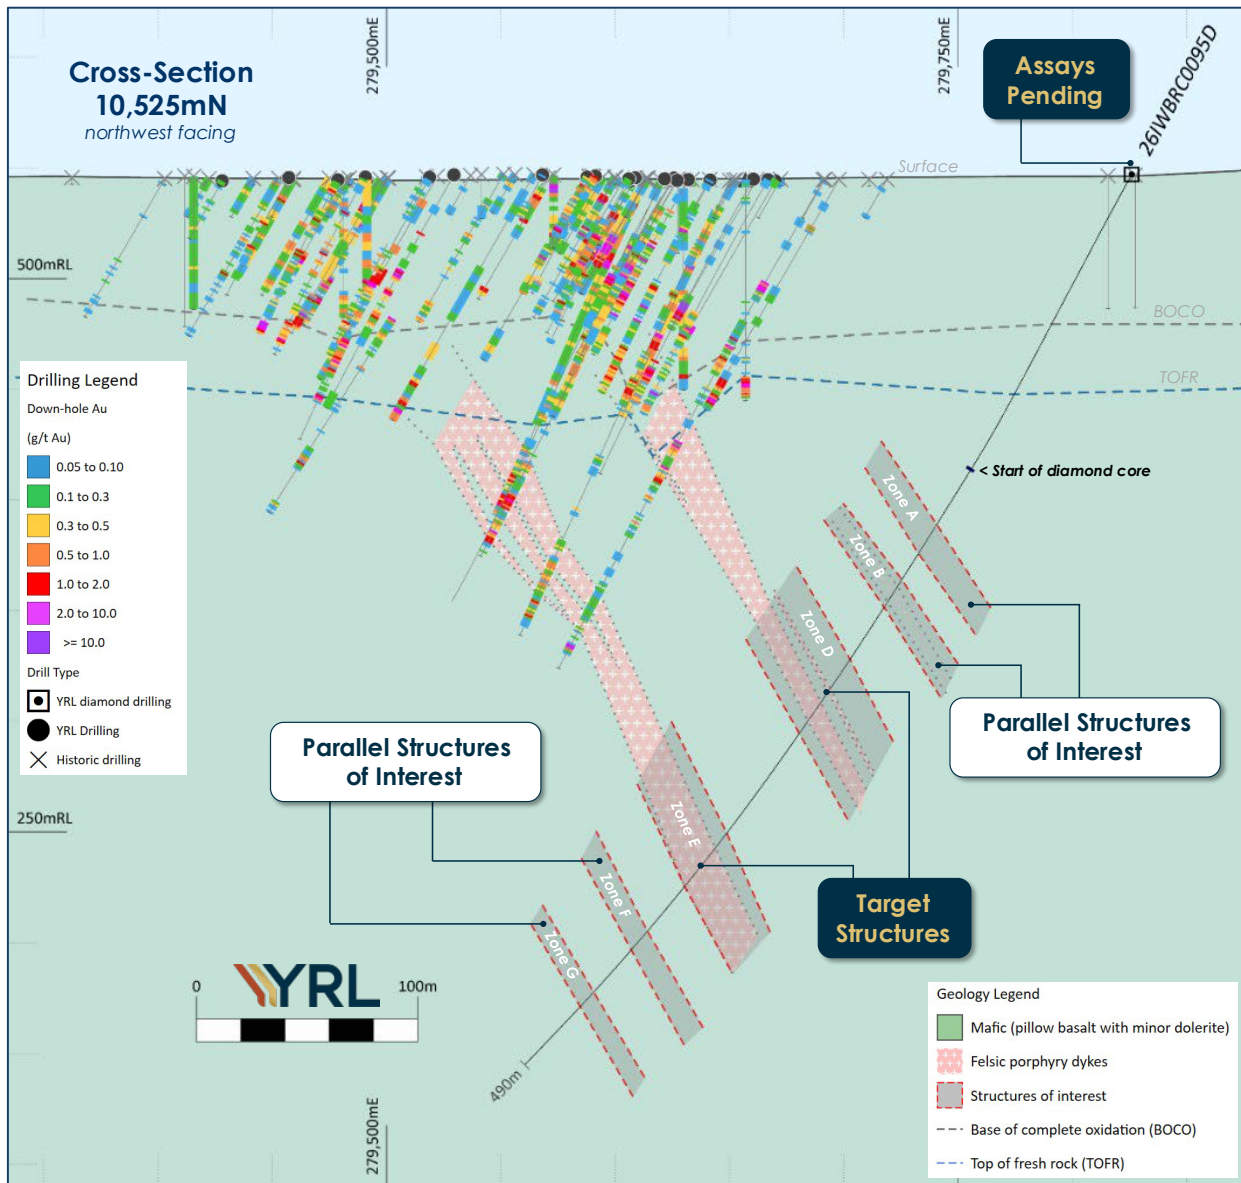 Cross-Section
10,525mN
northwest facing
279,500mE
279,750mE
Assays
Pending
26IWBRC0095D
Surface
500mRL
BOCO
TOFR
Drilling Legend
Down-hole Au
(g/t Au)
0.05 to 0.10
0.1 to 0.3
0.3 to 0.5
0.5 to 1.0
1.0 to 2.0
2.0 to 10.0
>= 10.0
Drill Type
YRL diamond drilling
YRL Drilling
Historic drilling
< Start of diamond core
Zone A
Zone B
Zone D
Parallel Structures
of Interest
Parallel Structures
of Interest
Zone E
250mRL
Zone F
Target
Structures
Zone G
YRL
0
100m
490m
279,500mE
Geology Legend
Mafic (pillow basalt with minor dolerite)
Felsic porphyry dykes
Structures of interest
Base of complete oxidation (BOCO)
Top of fresh rock (TOFR)